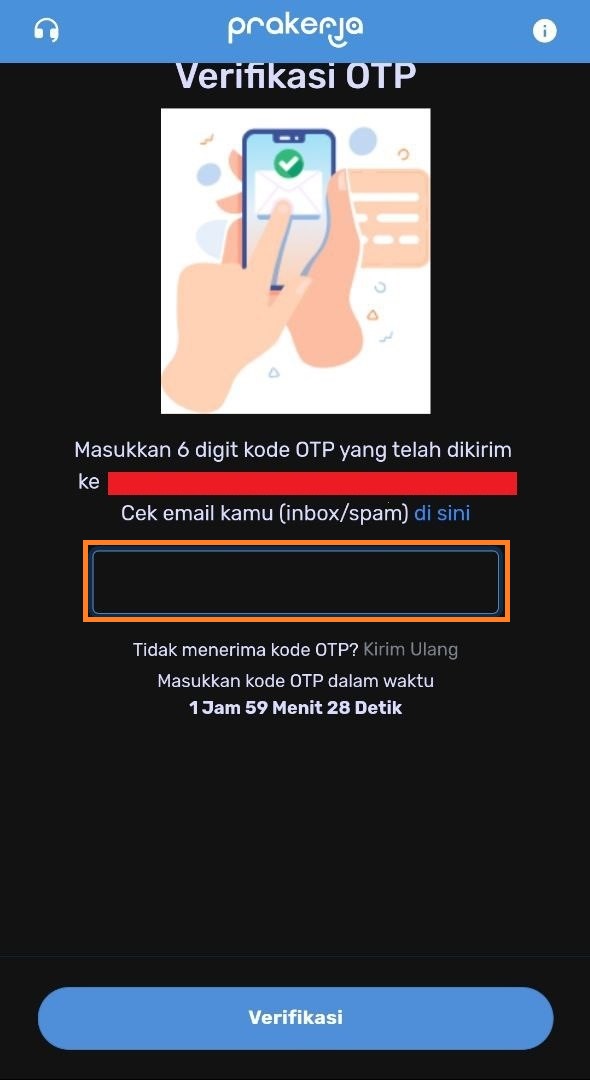 prakerja
Verifikasi OTP
Masukkan 6 digit kode OTP yang telah dikirim
ke
Cek email kamu (inbox/spam) di sini
Tidak menerima kode OTP? Kirim Ulang
Masukkan kode OTP dalam waktu
1 Jam 59 Menit 28 Detik
Verifikasi